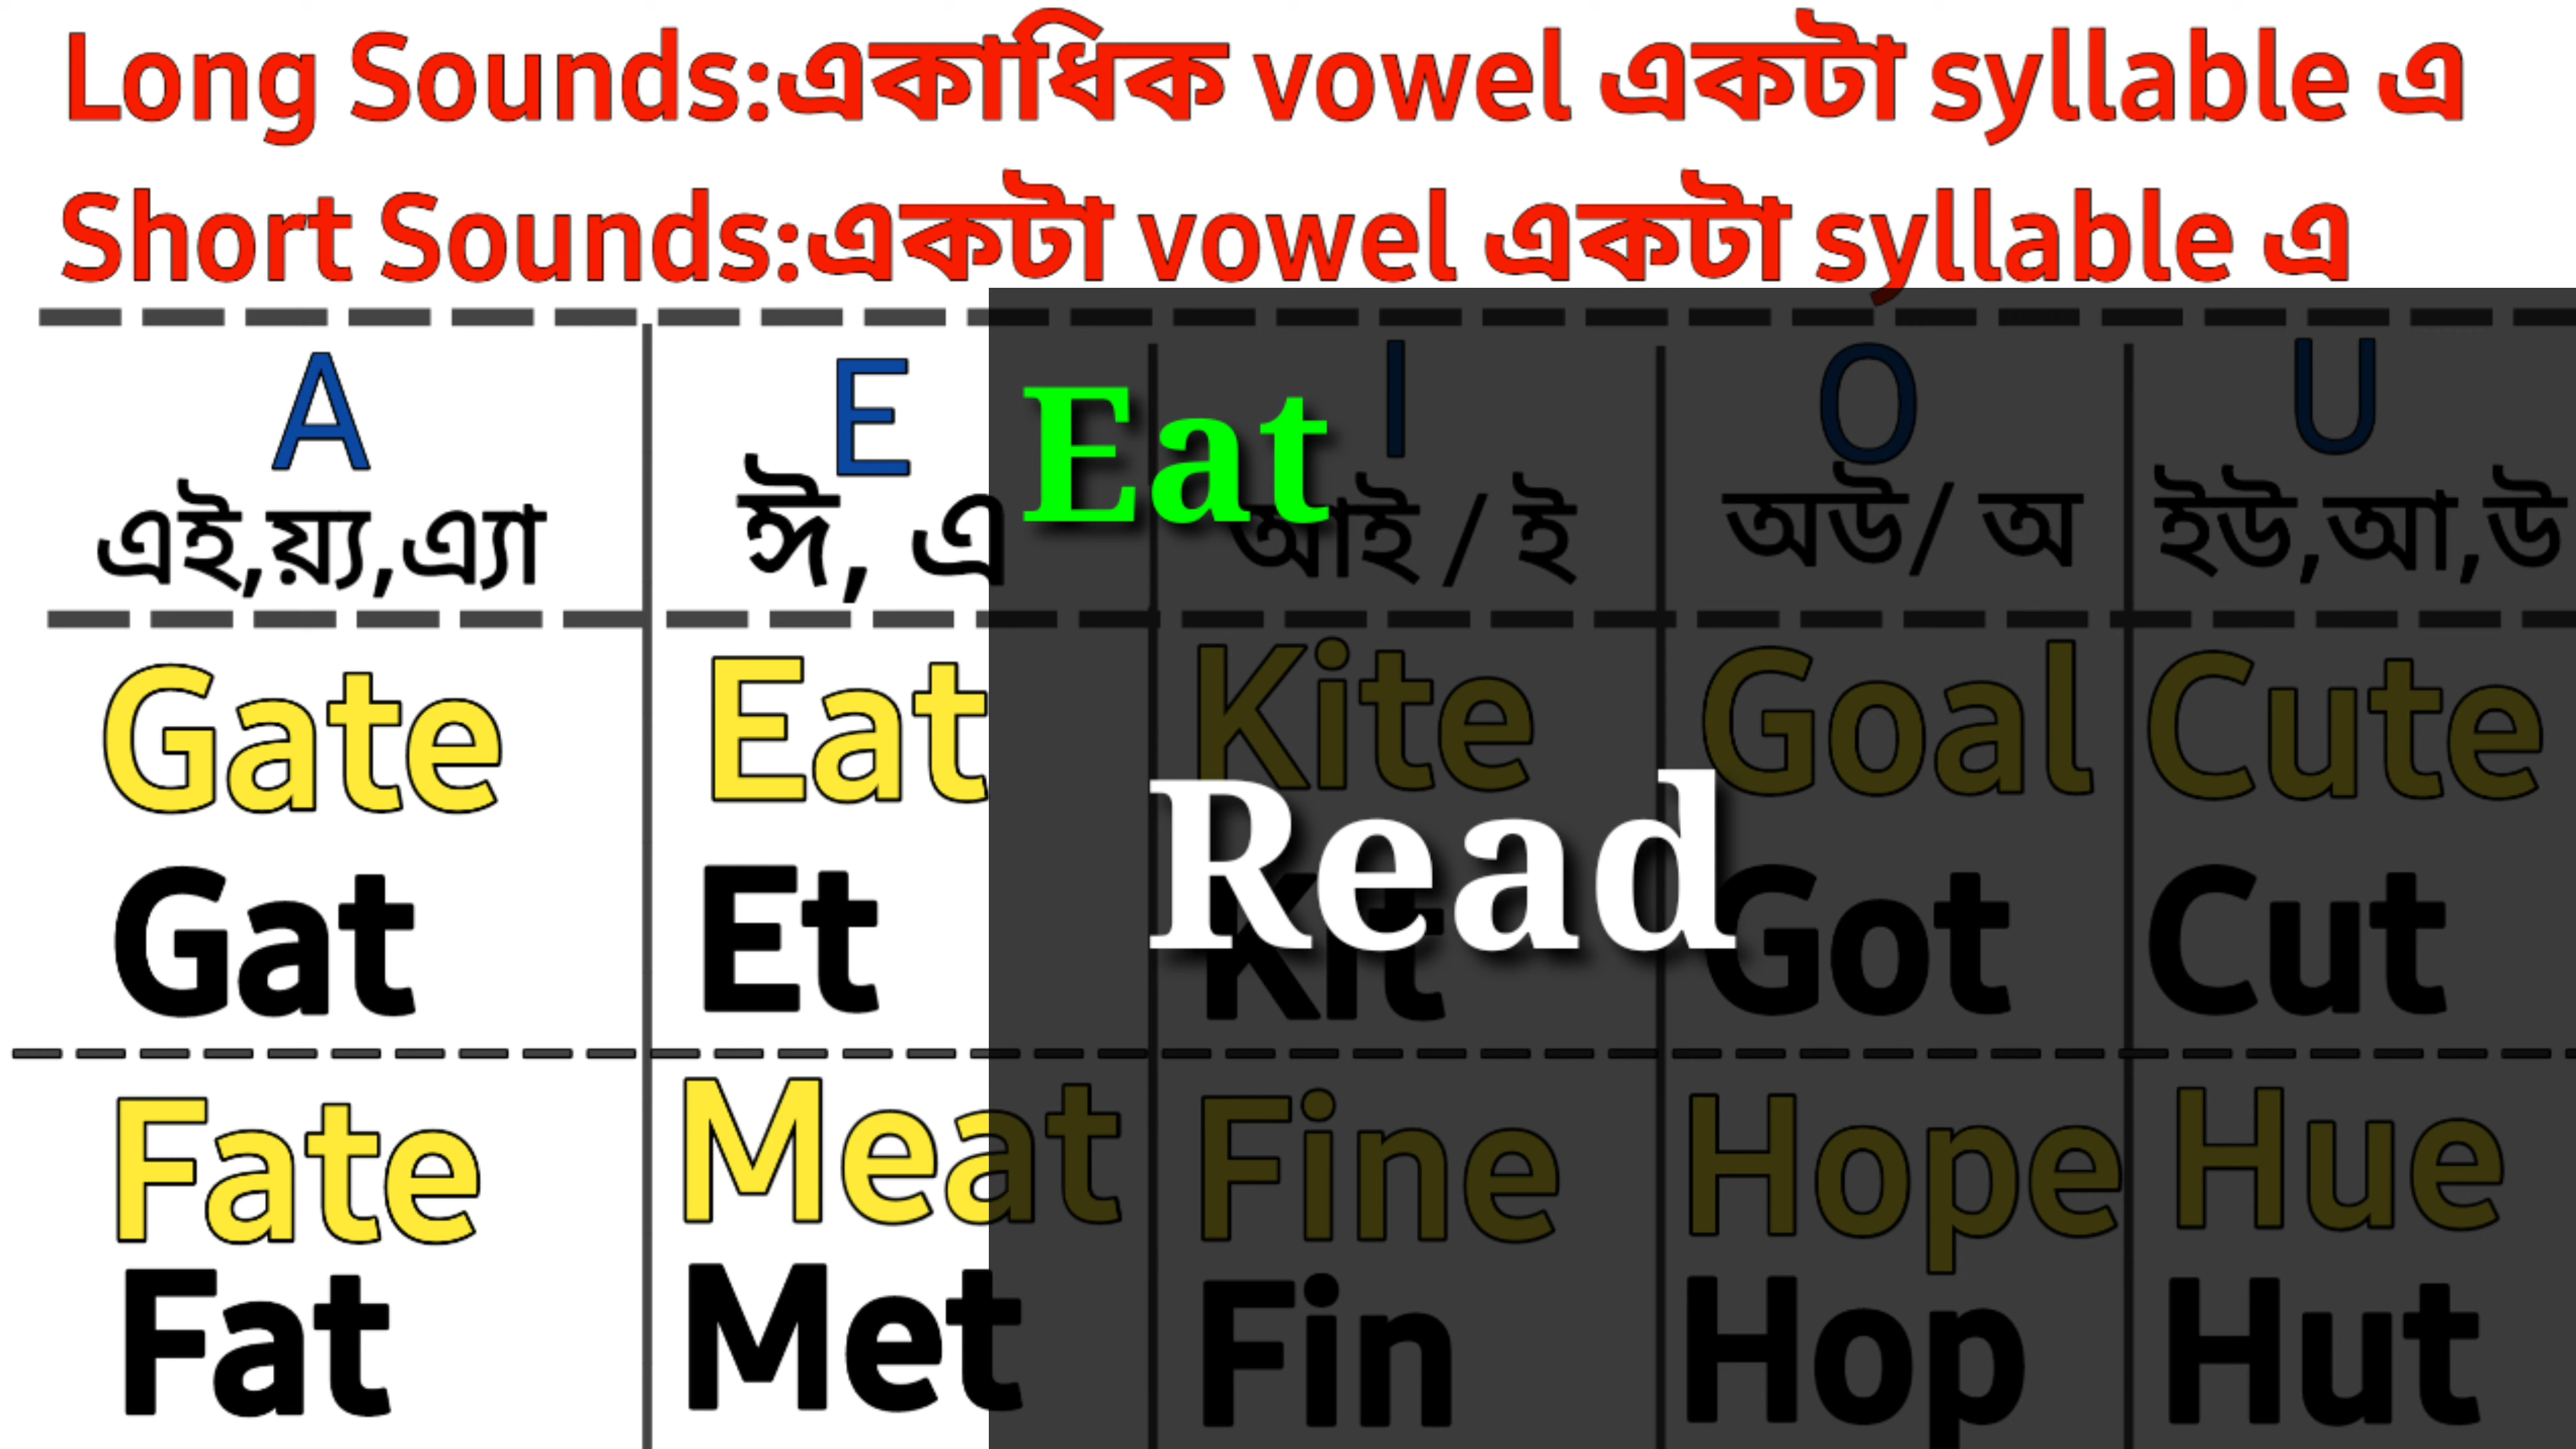 Long Sounds:একাধিক vowel একটা syllable এ
Short Sounds:একটা vowel একটা syllable এ
A E I O U
এই,য়্য,এ্যা ঈ, এ আই / ই অউ/ অ ইউ,আ,উ
Eat
Gate Eat Kite Goal Cute
Read
Gat Et Kit Got Cut
Fate Meat Fine Hope Hue
Fat Met Fin Hop Hut